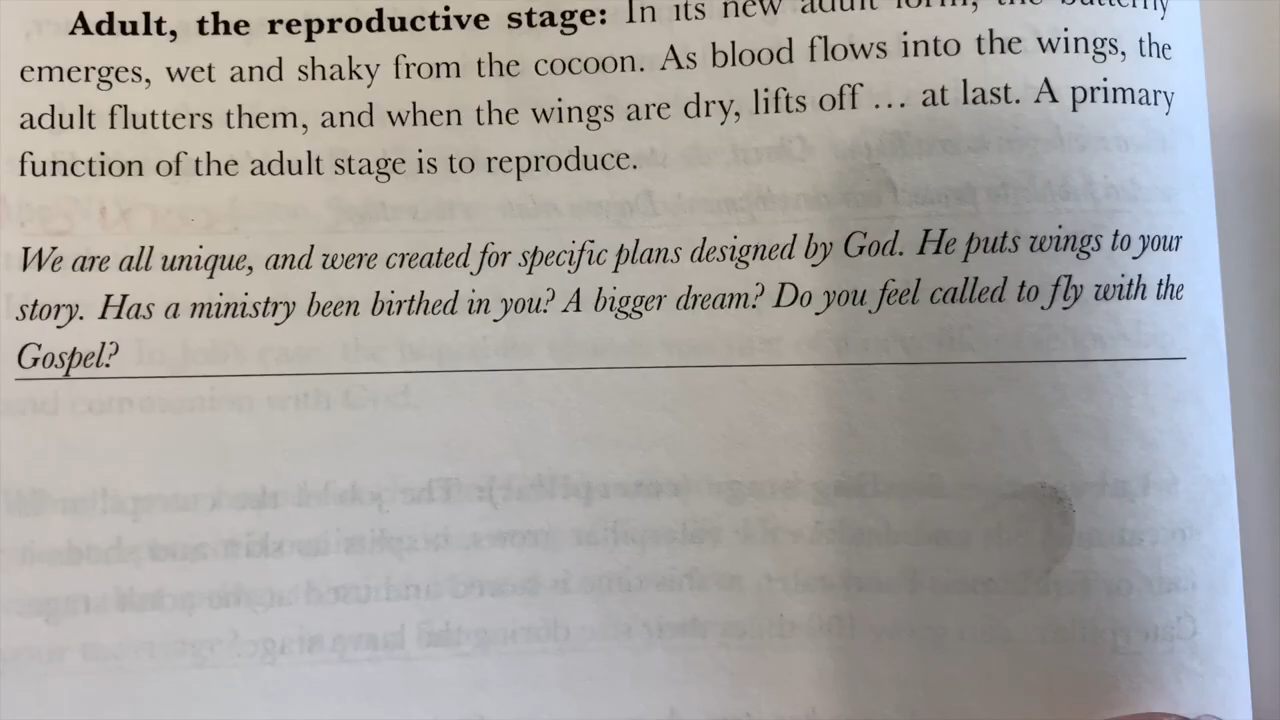 Adult, the reproductive stage: In its new adult form, the butterfly
emerges, wet and shaky from the cocoon. As blood flows into the wings, the
adult flutters them, and when the wings are dry, lifts off … at last. A primary
function of the adult stage is to reproduce.
We are all unique, and were created for specific plans designed by God. He puts wings to your
story. Has a ministry been birthed in you? A bigger dream? Do you feel called to fly with the
Gospel?